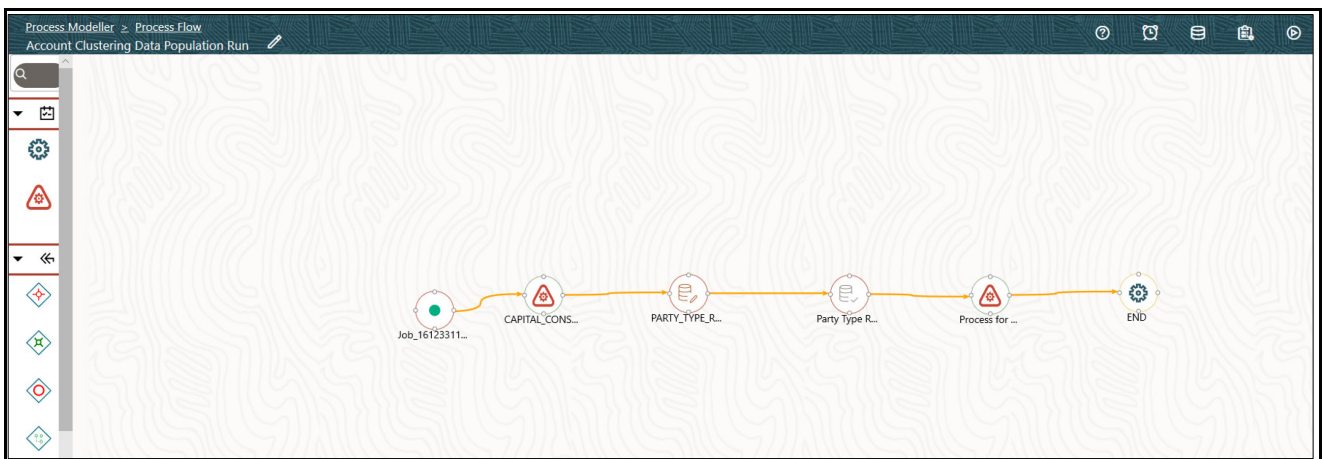 Process Modeller > Process Flow
Account Clustering Data Population Run
Job_16123311...
CAPITAL_CONS...
PARTY_TYPE_R...
Party Type R...
Process for ...
END